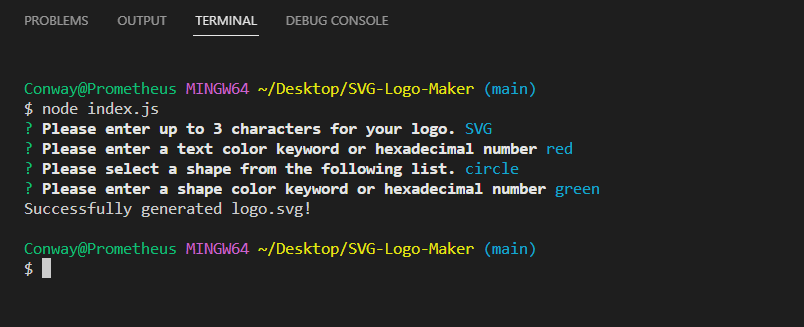 PROBLEMS OUTPUT TERMINAL DEBUG CONSOLE
Conway@Prometheus MINGW64 ~/Desktop/SVG-Logo-Maker (main)
$ node index.js
? Please enter up to 3 characters for your logo. SVG
? Please enter a text color keyword or hexadecimal number red
? Please select a shape from the following list. circle
? Please enter a shape color keyword or hexadecimal number green
Successfully generated logo.svg!
Conway@Prometheus MINGW64 ~/Desktop/SVG-Logo-Maker (main)
$